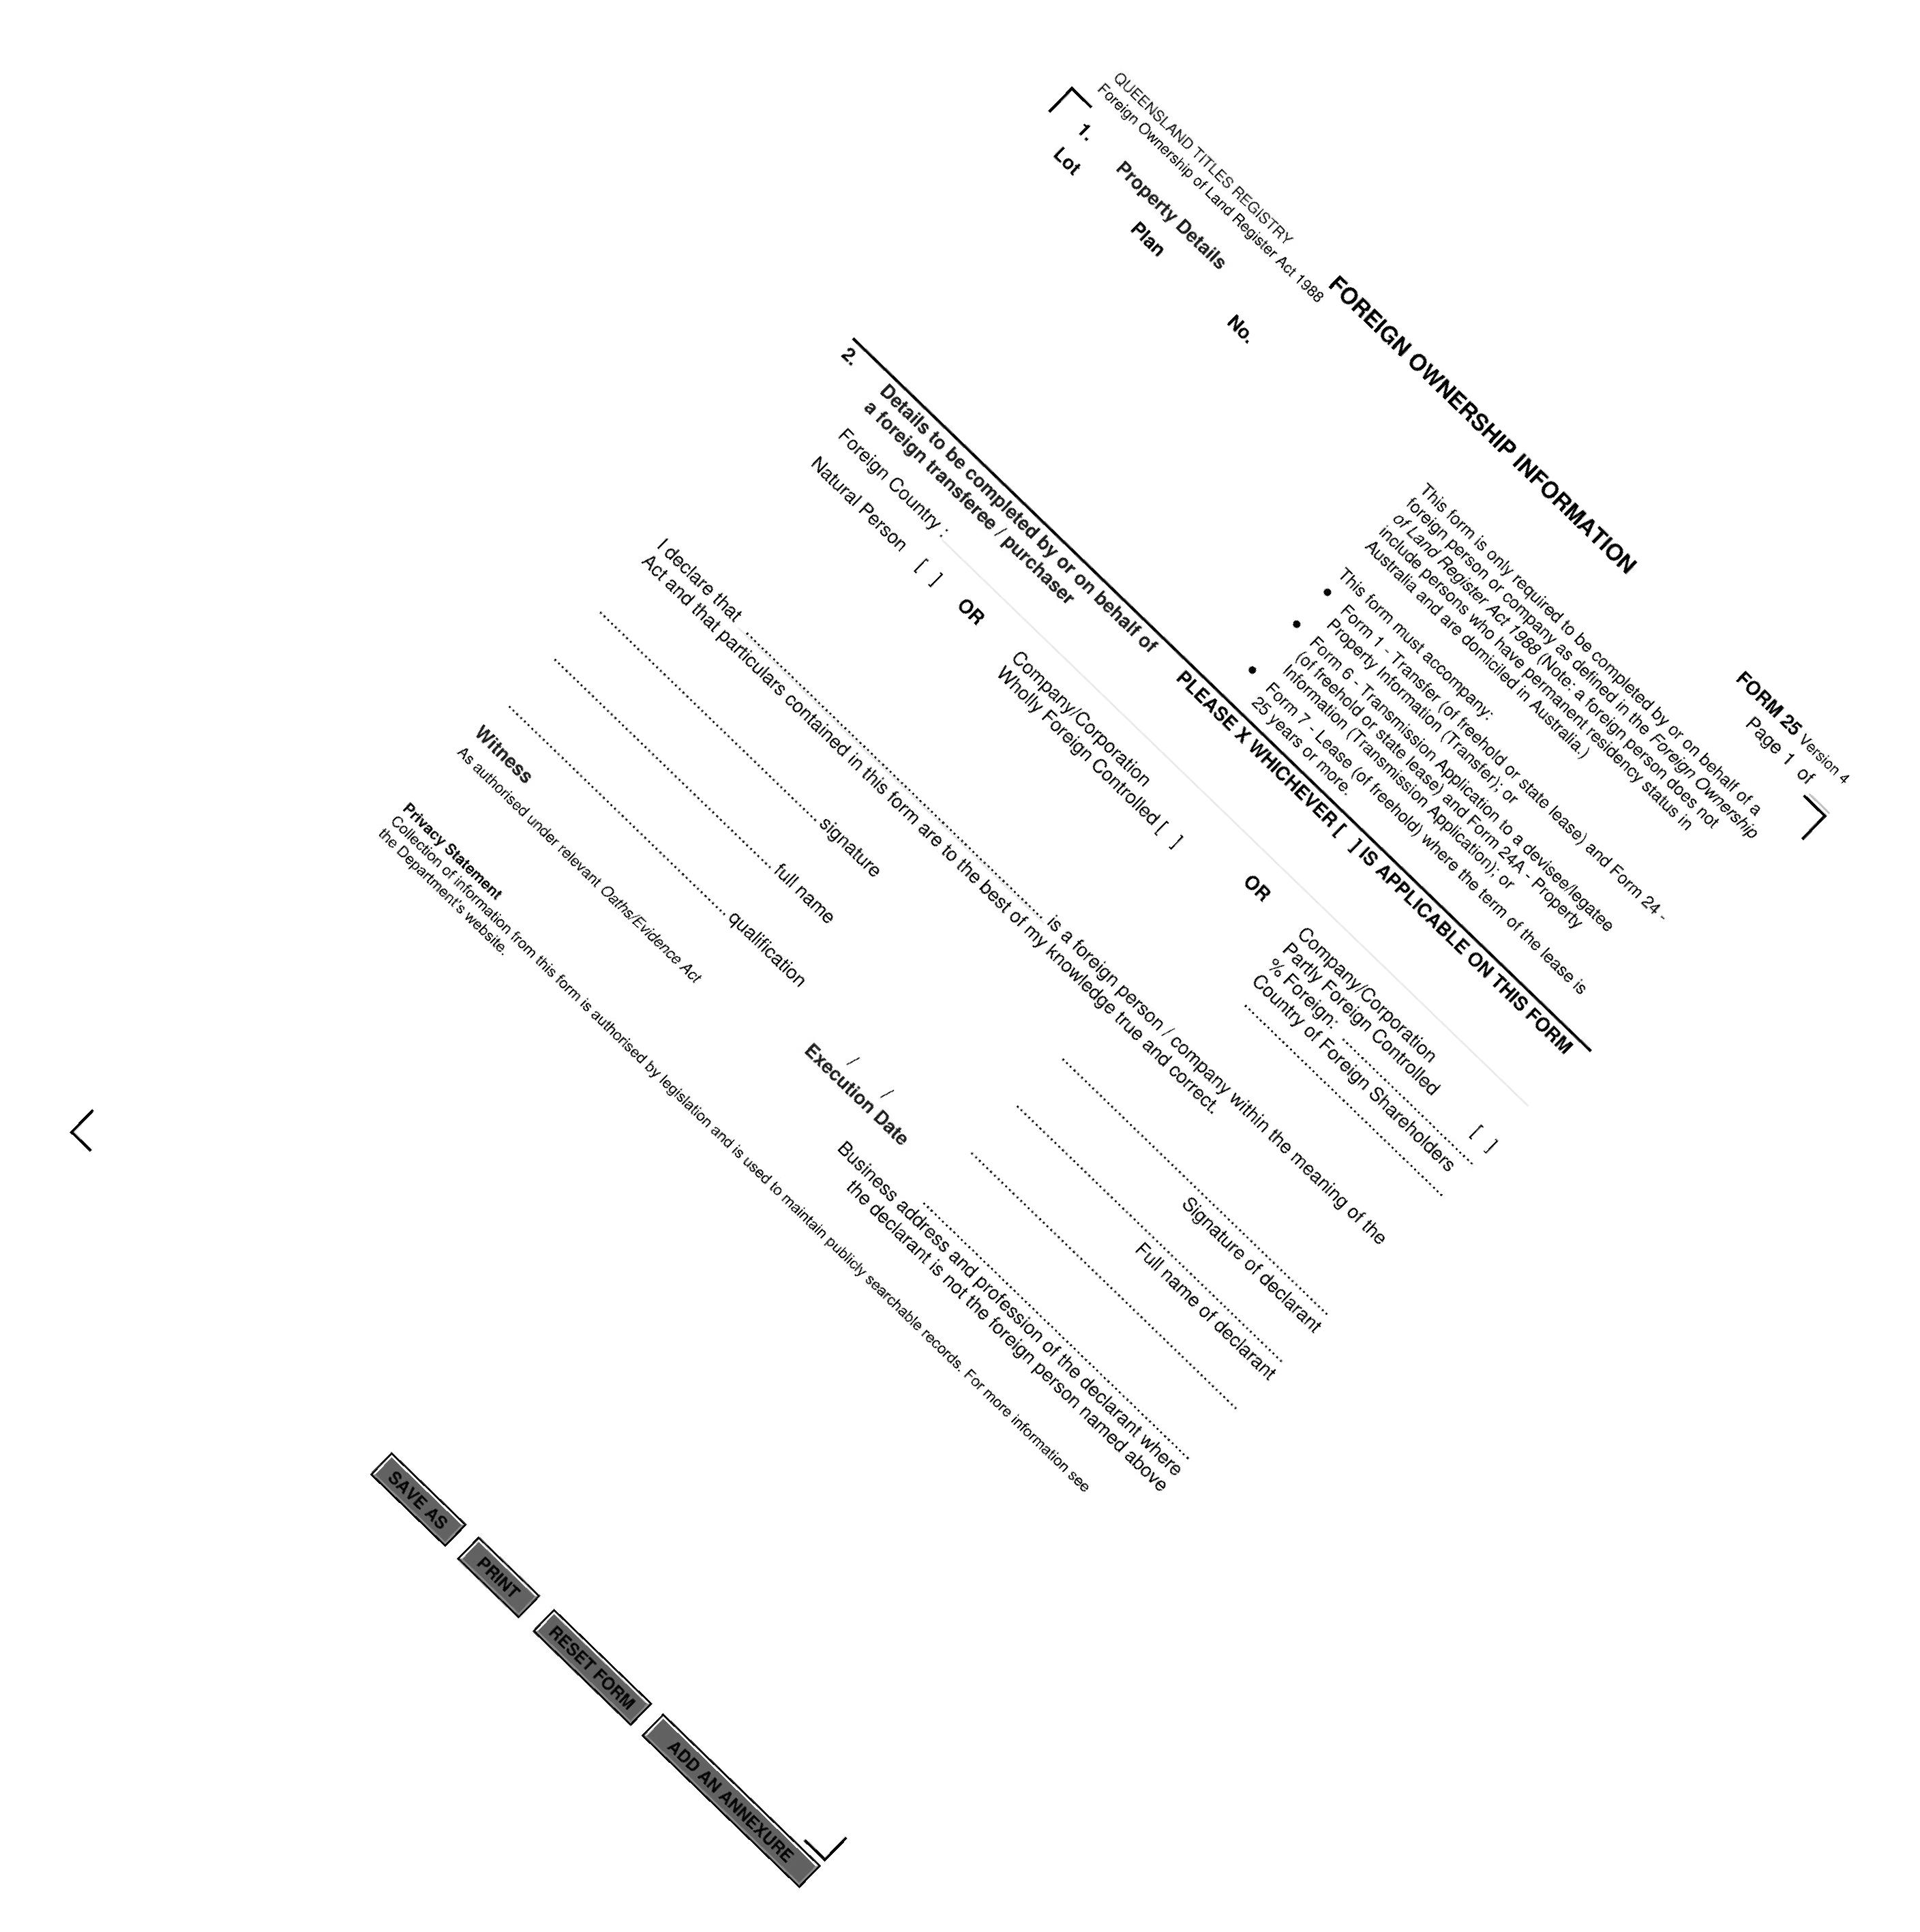 QUEENSLAND TITLES REGISTRY
Foreign Ownership of Land Register Act 1988
FOREIGN OWNERSHIP INFORMATION
FORM 25 Version 4
Page 1 of
1. Property Details
Lot Plan No.
This form is only required to be completed by or on behalf of a
foreign person or company as defined in the Foreign Ownership
of Land Register Act 1988 (Note: a foreign person does not
include persons who have permanent residency status in
Australia and are domiciled in Australia.)
This form must accompany:
● Form 1 - Transfer (of freehold or state lease) and Form 24 -
Property Information (Transfer); or
● Form 6 - Transmission Application to a devisee/legatee
(of freehold or state lease) and Form 24A - Property
Information (Transmission Application); or
● Form 7 - Lease (of freehold) where the term of the lease is
25 years or more.
2. Details to be completed by or on behalf of
a foreign transferee / purchaser
PLEASE X WHICHEVER [ ] IS APPLICABLE ON THIS FORM
Foreign Country :
Natural Person [ ] OR
Company/Corporation
Wholly Foreign Controlled [ ]
OR
Company/Corporation
Partly Foreign Controlled [ ]
% Foreign: ..............................
Country of Foreign Shareholders
..............................
I declare that .............................. is a foreign person / company within the meaning of the
Act and that particulars contained in this form are to the best of my knowledge true and correct.
.............................. signature
.............................. full name
.............................. qualification
Witness
As authorised under relevant Oaths/Evidence Act
/ /
Execution Date
..............................
Signature of declarant
..............................
Full name of declarant
..............................
..............................
Business address and profession of the declarant where
the declarant is not the foreign person named above
Privacy Statement
Collection of information from this form is authorised by legislation and is used to maintain publicly searchable records. For more information see
the Department's website.
SAVE AS
PRINT
RESET FORM
ADD AN ANNEXURE